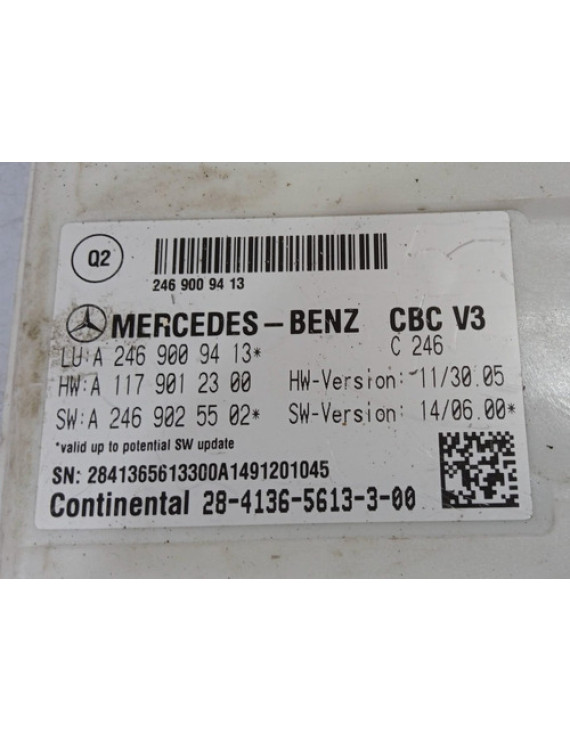 Q2
246 900 94 13
MERCEDES-BENZ CBC V3
LU:A 246 900 94 13* C 246
HW:A 117 901 23 00 HW-Version: 11/30.05
SW:A 246 902 55 02* SW-Version: 14/06.00*
*valid up to potential SW update
SN: 2841365613300A1491201045
Continental 28-4136-5613-3-00